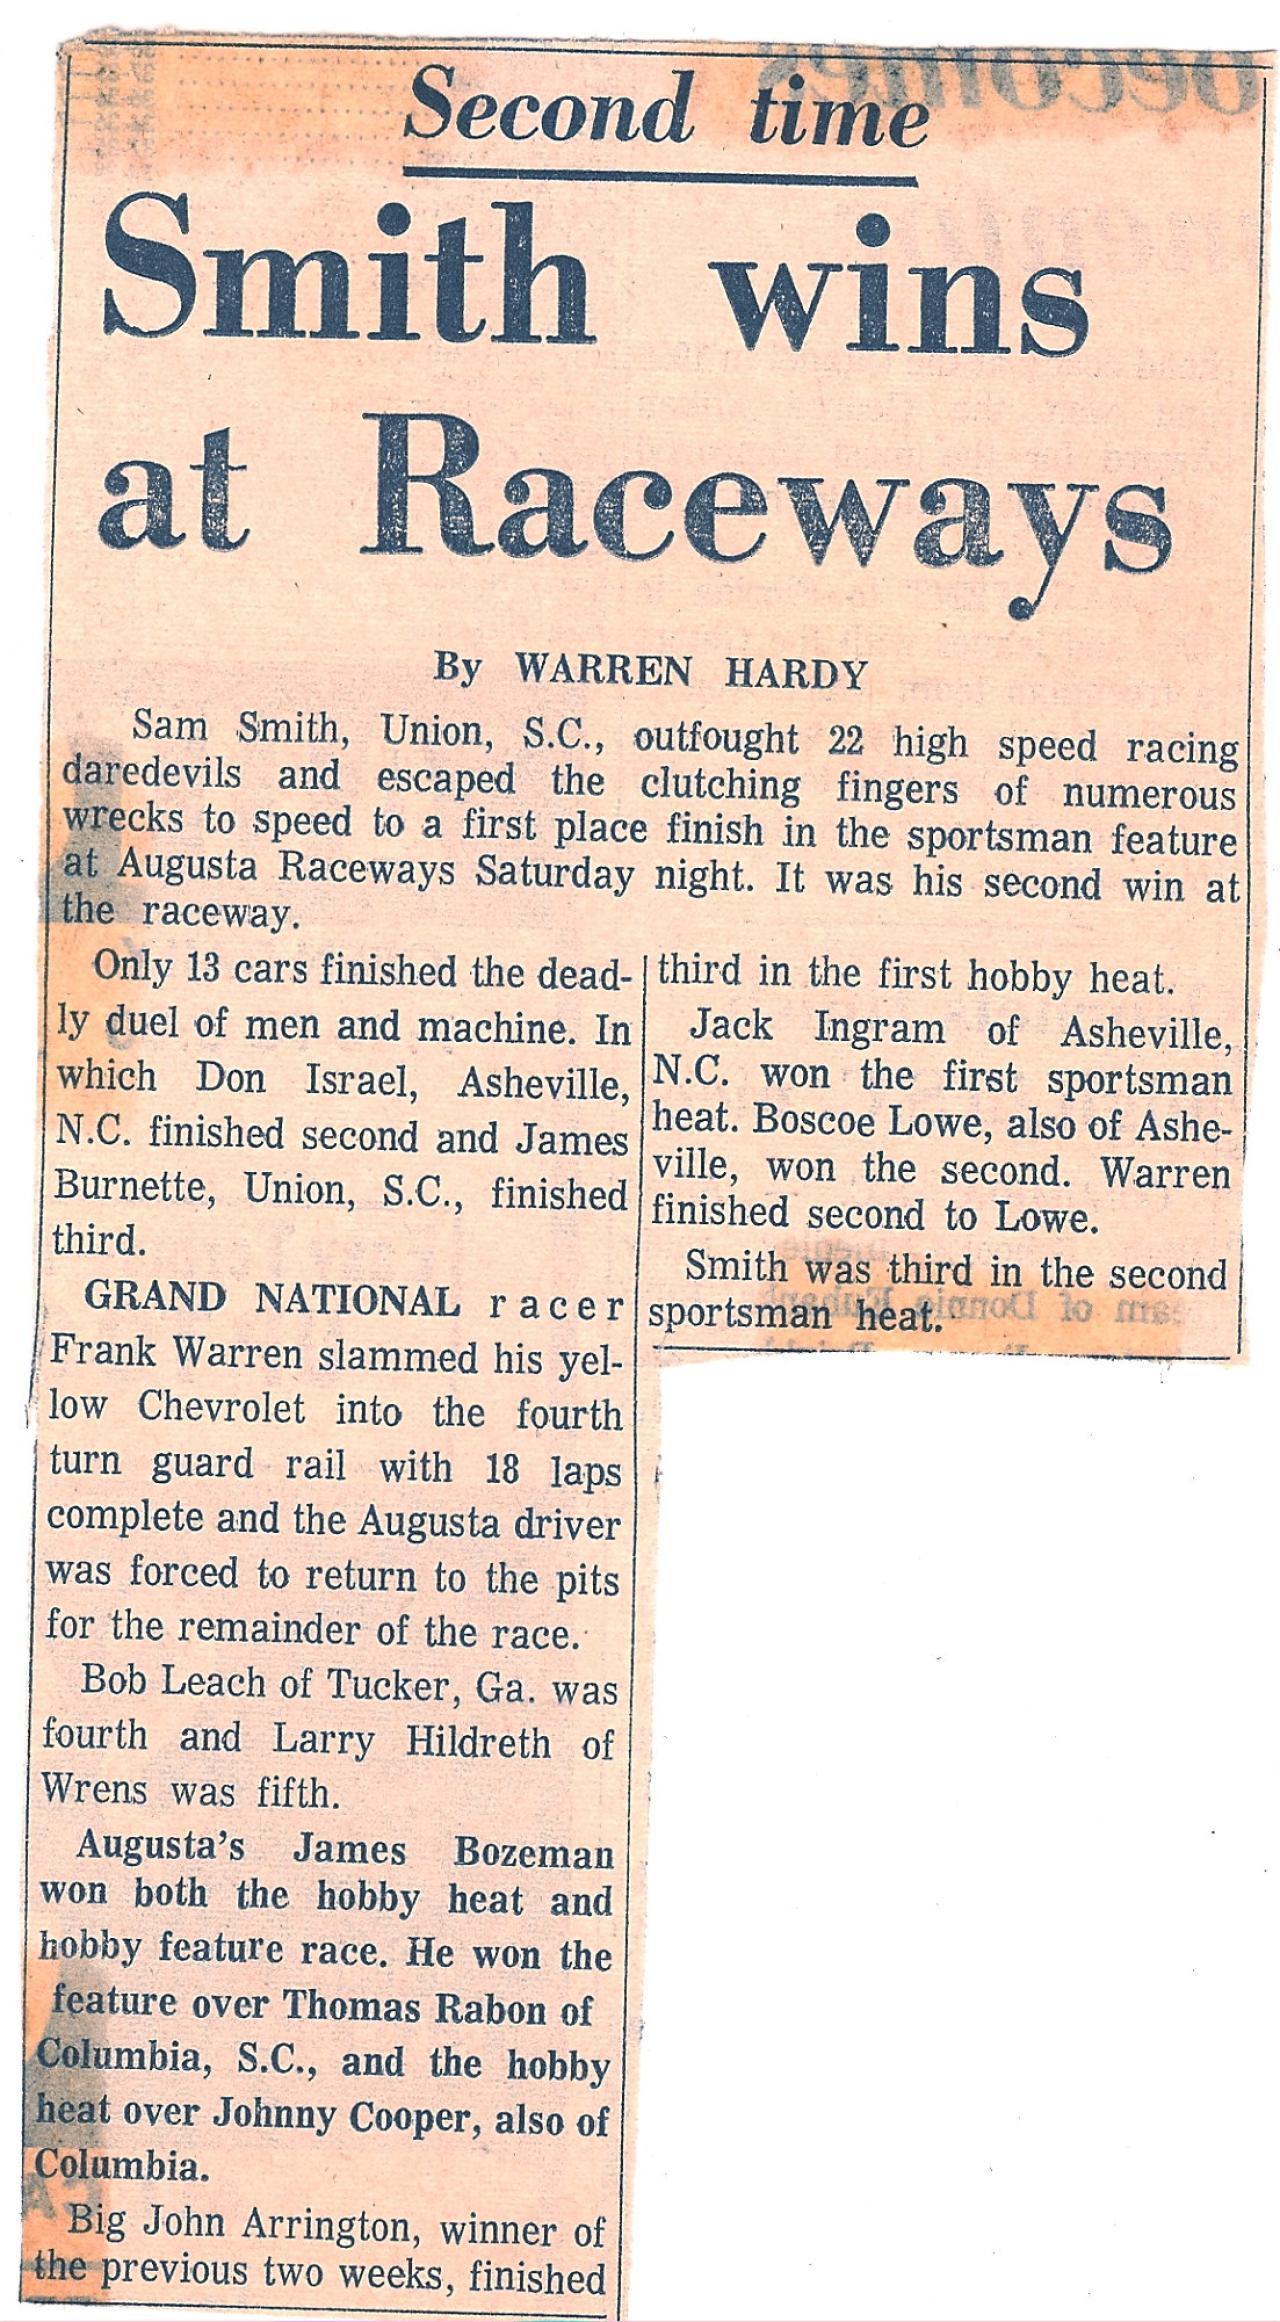 Second time
Smith wins
at Raceways
By WARREN HARDY
Sam Smith, Union, S.C., outfought 22 high speed racing
daredevils and escaped the clutching fingers of numerous
wrecks to speed to a first place finish in the sportsman feature
at Augusta Raceways Saturday night. It was his second win at
the raceway.
Only 13 cars finished the dead-
ly duel of men and machine. In
which Don Israel, Asheville,
N.C. finished second and James
Burnette, Union, S.C., finished
third.
GRAND NATIONAL racer
Frank Warren slammed his yel-
low Chevrolet into the fourth
turn guard rail with 18 laps
complete and the Augusta driver
was forced to return to the pits
for the remainder of the race.
Bob Leach of Tucker, Ga. was
fourth and Larry Hildreth of
Wrens was fifth.
Augusta's James Bozeman
won both the hobby heat and
hobby feature race. He won the
feature over Thomas Rabon of
Columbia, S.C., and the hobby
heat over Johnny Cooper, also of
Columbia.
Big John Arrington, winner of
the previous two weeks, finished
third in the first hobby heat.
Jack Ingram of Asheville,
N.C. won the first sportsman
heat. Boscoe Lowe, also of Ashe-
ville, won the second. Warren
finished second to Lowe.
Smith was third in the second
sportsman heat.